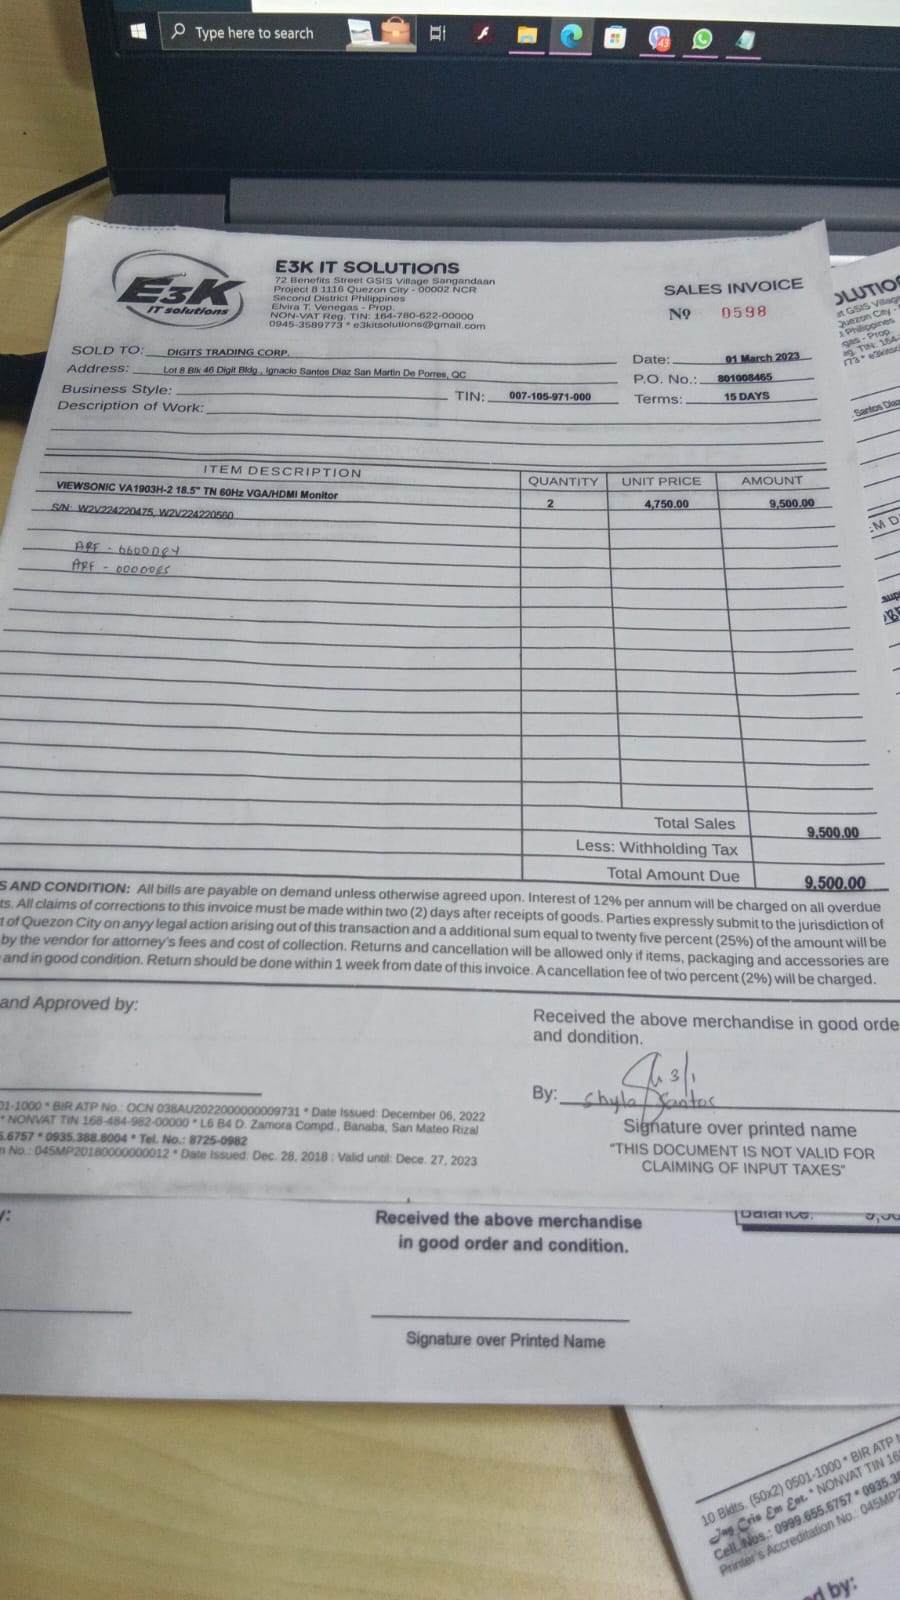 Type here to search
43
E3K
IT solutions
E3K IT SOLUTIONS
72 Benefits Street GSIS Village Sangandaan
Project 8 1116 Quezon City - 00002 NCR
Second District Philippines
Elvira T. Venegas - Prop.
NON-VAT Reg. TIN: 164-780-622-00000
0945-3589773 * e3kitsolutions@gmail.com
SALES INVOICE
Nº 0598
SOLD TO: DIGITS TRADING CORP.
Address: Lot 8 Blk 46 Digit Bldg., Ignacio Santos Diaz San Martin De Porres, QC
Business Style:
TIN: 007-105-971-000
Description of Work:
Date: 01 March 2023
P.O. No.: 801008465
Terms: 15 DAYS
ITEM DESCRIPTION QUANTITY UNIT PRICE AMOUNT
VIEWSONIC VA1903H-2 18.5" TN 60Hz VGA/HDMI Monitor 2 4,750.00 9,500.00
S/N: W2V224220475, W2V224220560
ARF -
ARF -
Total Sales 9,500.00
Less: Withholding Tax
Total Amount Due 9,500.00
S AND CONDITION: All bills are payable on demand unless otherwise agreed upon. Interest of 12% per annum will be charged on all overdue
ts. All claims of corrections to this invoice must be made within two (2) days after receipts of goods. Parties expressly submit to the jurisdiction of
t of Quezon City on anyy legal action arising out of this transaction and a additional sum equal to twenty five percent (25%) of the amount will be
by the vendor for attorney's fees and cost of collection. Returns and cancellation will be allowed only if items, packaging and accessories are
and in good condition. Return should be done within 1 week from date of this invoice. A cancellation fee of two percent (2%) will be charged.
and Approved by:
Received the above merchandise in good orde
and dondition.
By: Shyla Santos
Signature over printed name
"THIS DOCUMENT IS NOT VALID FOR
CLAIMING OF INPUT TAXES"
01-1000 * BIR ATP No.: OCN 038AU2022000000009731 * Date Issued: December 06, 2022
* NONVAT TIN 168-484-982-00000 * L6 B4 D. Zamora Compd., Banaba, San Mateo Rizal
5.6757 * 0935.388.8004 * Tel. No.: 8725-0982
n No.: 045MP20180000000012 * Date Issued: Dec. 28, 2018 : Valid until: Dece. 27, 2023
y:
Received the above merchandise
in good order and condition.
Balance:
Signature over Printed Name
10 Bldts. (50x2) 0501-1000 * BIR ATP
Jag Cris Em Ent. * NONVAT TIN 16
Cell. Nos.: 0999.655.6757 * 0935.3
Printer's Accreditation No.: 045MP
d by: